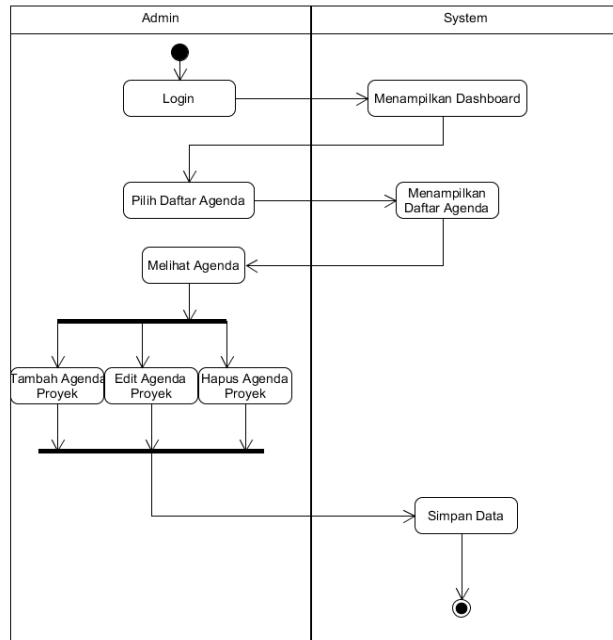 Admin
System
Login
Menampilkan Dashboard
Pilih Daftar Agenda
Menampilkan
Daftar Agenda
Melihat Agenda
Tambah Agenda
Proyek
Edit Agenda
Proyek
Hapus Agenda
Proyek
Simpan Data